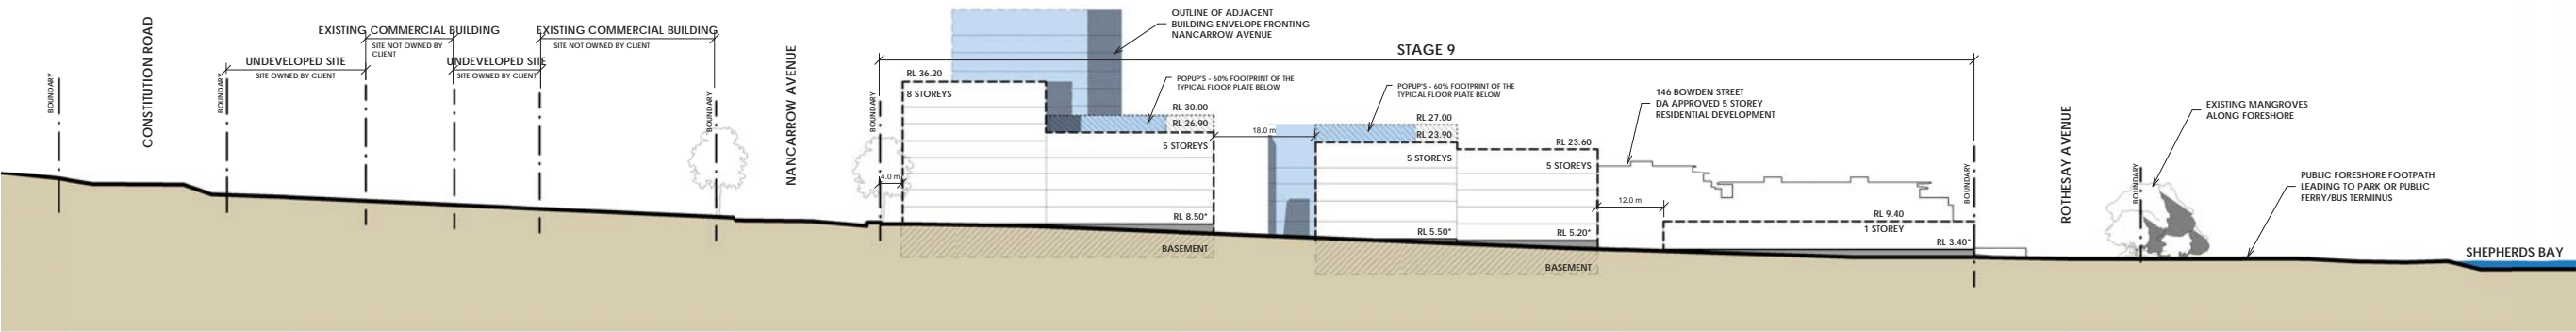 CONSTITUTION ROAD
BOUNDARY
BOUNDARY
EXISTING COMMERCIAL BUILDING
SITE NOT OWNED BY
CLIENT
UNDEVELOPED SITE
SITE OWNED BY CLIENT
EXISTING COMMERCIAL BUILDING
SITE NOT OWNED BY CLIENT
UNDEVELOPED SITE
SITE OWNED BY CLIENT
BOUNDARY
NANCARROW AVENUE
BOUNDARY
OUTLINE OF ADJACENT
BUILDING ENVELOPE FRONTING
NANCARROW AVENUE
STAGE 9
RL 36.20
8 STOREYS
POPUP'S - 60% FOOTPRINT OF THE
TYPICAL FLOOR PLATE BELOW
RL 30.00
RL 26.90
5 STOREYS
4.0 m
RL 8.50*
BASEMENT
18.0 m
POPUP'S - 60% FOOTPRINT OF THE
TYPICAL FLOOR PLATE BELOW
RL 27.00
RL 23.90
5 STOREYS
RL 23.60
5 STOREYS
RL 5.50*
RL 5.20*
BASEMENT
146 BOWDEN STREET
DA APPROVED 5 STOREY
RESIDENTIAL DEVELOPMENT
12.0 m
RL 9.40
1 STOREY
RL 3.40*
BOUNDARY
ROTHESAY AVENUE
BOUNDARY
EXISTING MANGROVES
ALONG FORESHORE
PUBLIC FORESHORE FOOTPATH
LEADING TO PARK OR PUBLIC
FERRY/BUS TERMINUS
SHEPHERDS BAY